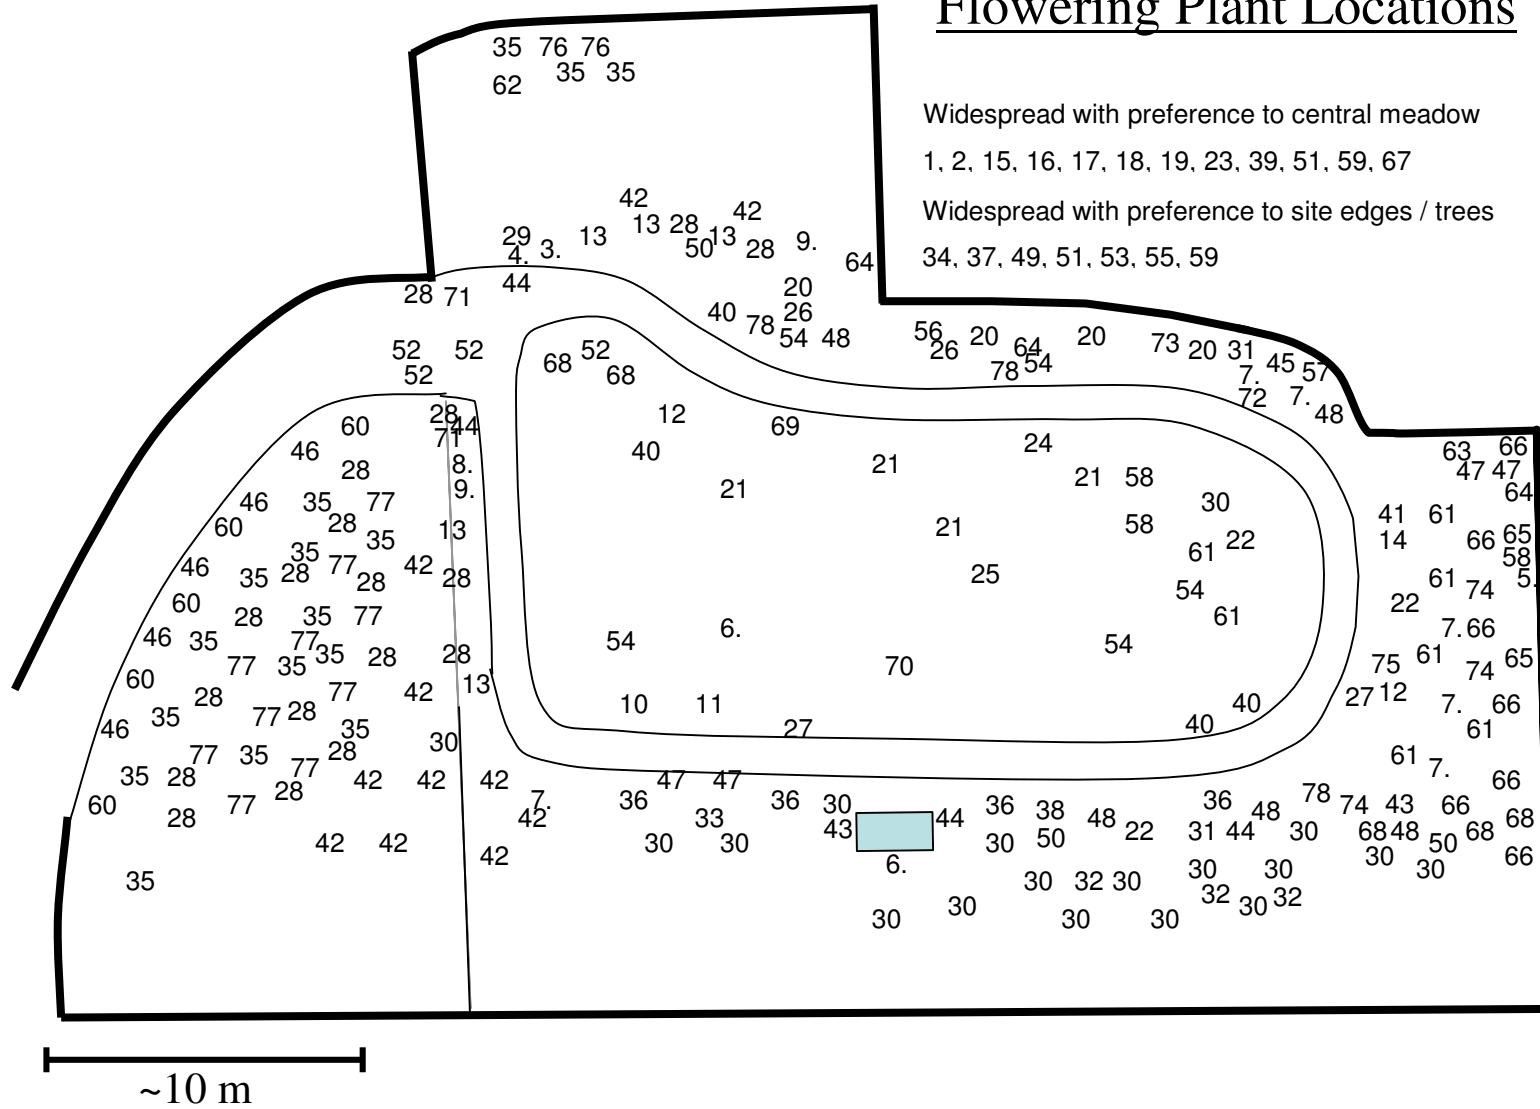 Flowering Plant Locations
Widespread with preference to central meadow
1, 2, 15, 16, 17, 18, 19, 23, 39, 51, 59, 67
Widespread with preference to site edges / trees
34, 37, 49, 51, 53, 55, 59
35 76 76
35 35
62
42
42
13 28 13
29 13 50 28 9.
4. 3.
64
44
28 71
20
40 26
78
54 48
56 20 20 73 20 31
26 64 54 45 57
78 7.
72 7.
48
52 52 52
52
68
68
12
28
60 44 69
71
46 40 24
63 66
8. 21 47 47
28 21 58
9. 21 64
46 35 77 30
41 61
60 28 13 21 58
35 22 14 66 65
35 61 58
46 77 42 25
35 28 28 28 61 74 5.
54
60 22
28 35 77 61
46 35 77 54 6. 54 7. 66
35 28 28 75 61 65
77 35 70 74
60 13
28 77 42 27 12
35 77 28 10 11 40 7. 66
46 35 27 40 61
30
77 35 28 61
77 7.
35 28 42 42 42 47 47 66
28 78
60 28 77 7. 36 36 30 36 38 36 48 74 43 66
42 33 44 48 68
43 50 22 31 44 30 68 48 68
42 42 30 30 30 50
42 6. 30 66
30 30 30
35 30 32 30
32 32
30 30
30 30 30
~10 m